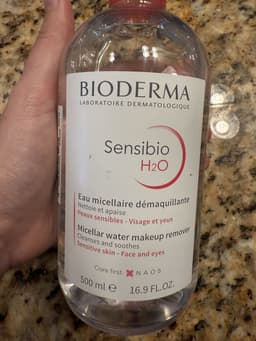 BIODERMA
LABORATOIRE DERMATOLOGIQUE
Sensibio
H2O
Eau micellaire démaquillante
Nettoie et apaise
Peaux sensibles - Visage et yeux
Micellar water makeup remover
Cleanses and soothes
Sensitive skin - Face and eyes
Care first NAOS
500 ml ℮ 16.9 FL.OZ.